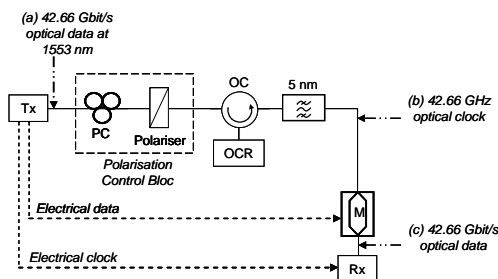 (a) 42.66 Gbit/s
optical data at
1553 nm
Tx
PC
Polariser
Polarisation
Control Bloc
OC
OCR
5 nm
(b) 42.66 GHz
optical clock
Electrical data
M
(c) 42.66 Gbit/s
optical data
Electrical clock
Rx